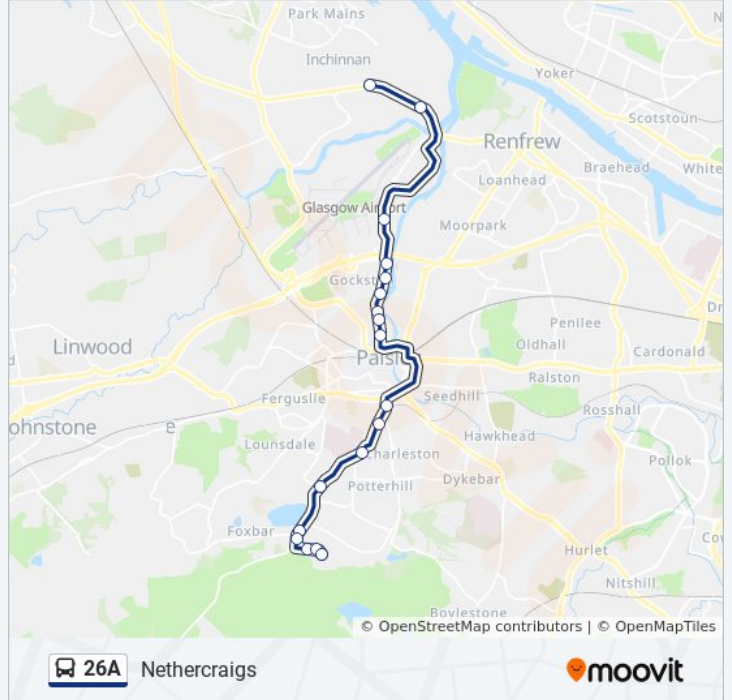 Park Mains
Inchinnan
Yoker
Scotstoun
Renfrew
Braehead
White
Loanhead
Glasgow Airport
Moorpark
Gockst
Dr
Penilee
Linwood
Oldhall
Paisl
Cardonald
Ralston
Ferguslie
Seedhill
Rosshall
ohnstone
e
Hawkhead
Lounsdale
Charleston
Pollok
Dykebar
Potterhill
Foxbar
Cov
Hurlet
Nitshill
Boylestone
© OpenStreetMap contributors | © OpenMapTiles
26A Nethercraigs
moovit